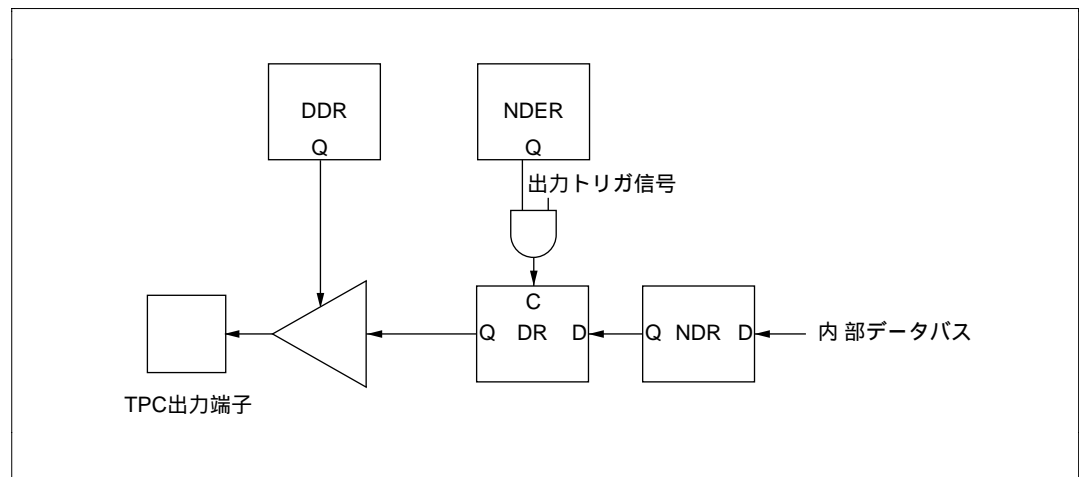 DDR
Q
NDER
Q
出力トリガ信号
C
Q DR D
Q NDR D
内部データバス
TPC出力端子